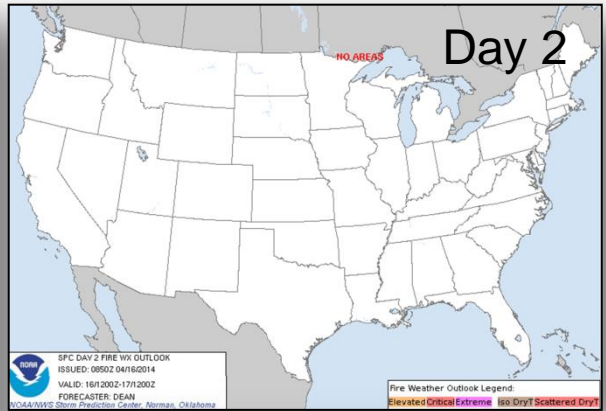 Day 2
NO AREAS
NOAA
SPC DAY 2 FIRE WX OUTLOOK
ISSUED: 0850Z 04/16/2014
VALID: 16/1200Z-17/1200Z
FORECASTER: DEAN
NOAA/NWS Storm Prediction Center, Norman, Oklahoma
Fire Weather Outlook Legend:
Elevated Critical Extreme Iso DryT Scattered DryT